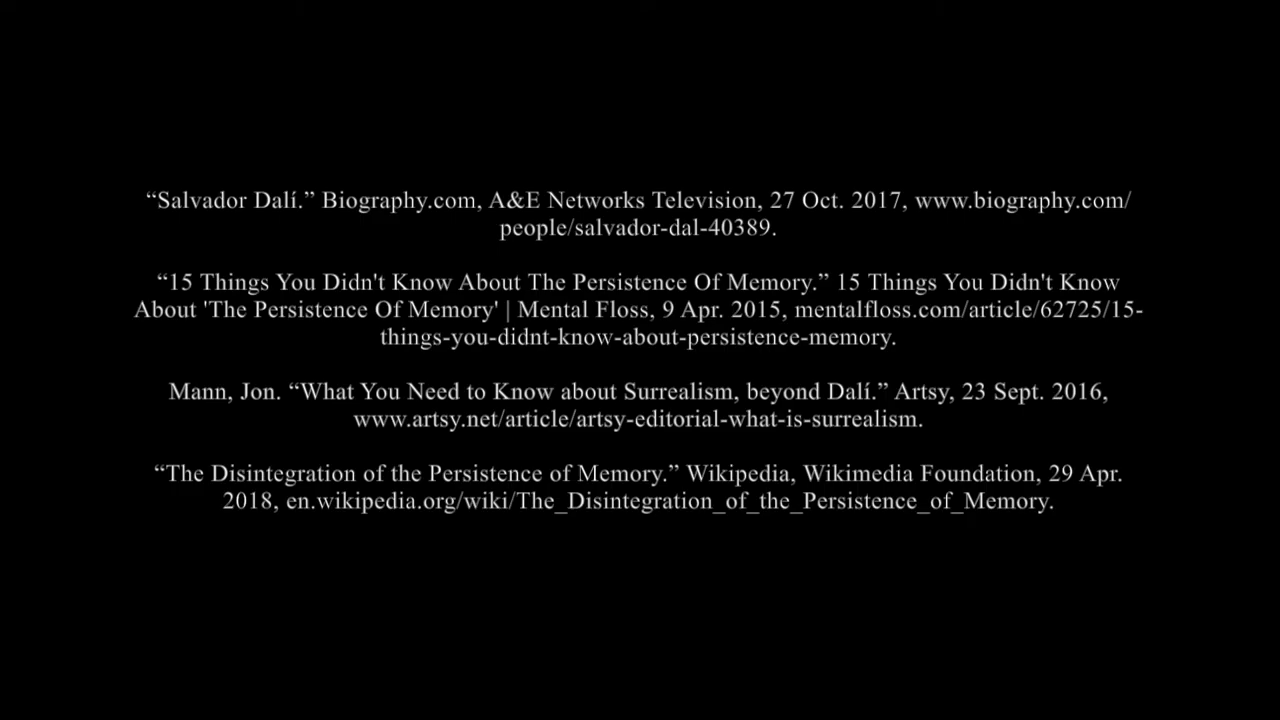 “Salvador Dalí.” Biography.com, A&E Networks Television, 27 Oct. 2017, www.biography.com/
people/salvador-dal-40389.
“15 Things You Didn't Know About The Persistence Of Memory.” 15 Things You Didn't Know
About 'The Persistence Of Memory' | Mental Floss, 9 Apr. 2015, mentalfloss.com/article/62725/15-
things-you-didnt-know-about-persistence-memory.
Mann, Jon. “What You Need to Know about Surrealism, beyond Dalí.” Artsy, 23 Sept. 2016,
www.artsy.net/article/artsy-editorial-what-is-surrealism.
“The Disintegration of the Persistence of Memory.” Wikipedia, Wikimedia Foundation, 29 Apr.
2018, en.wikipedia.org/wiki/The_Disintegration_of_the_Persistence_of_Memory.